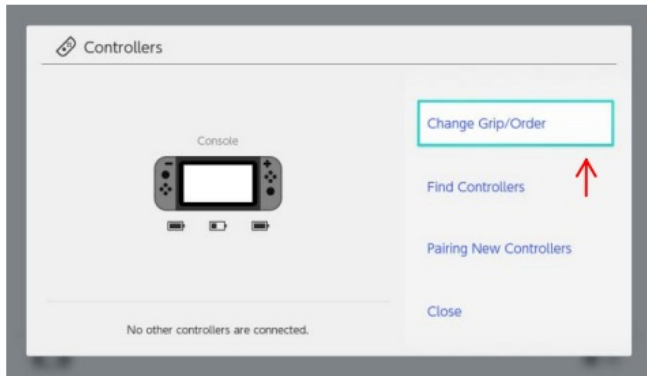 Controllers
Console
Change Grip/Order
Find Controllers
Pairing New Controllers
Close
No other controllers are connected.